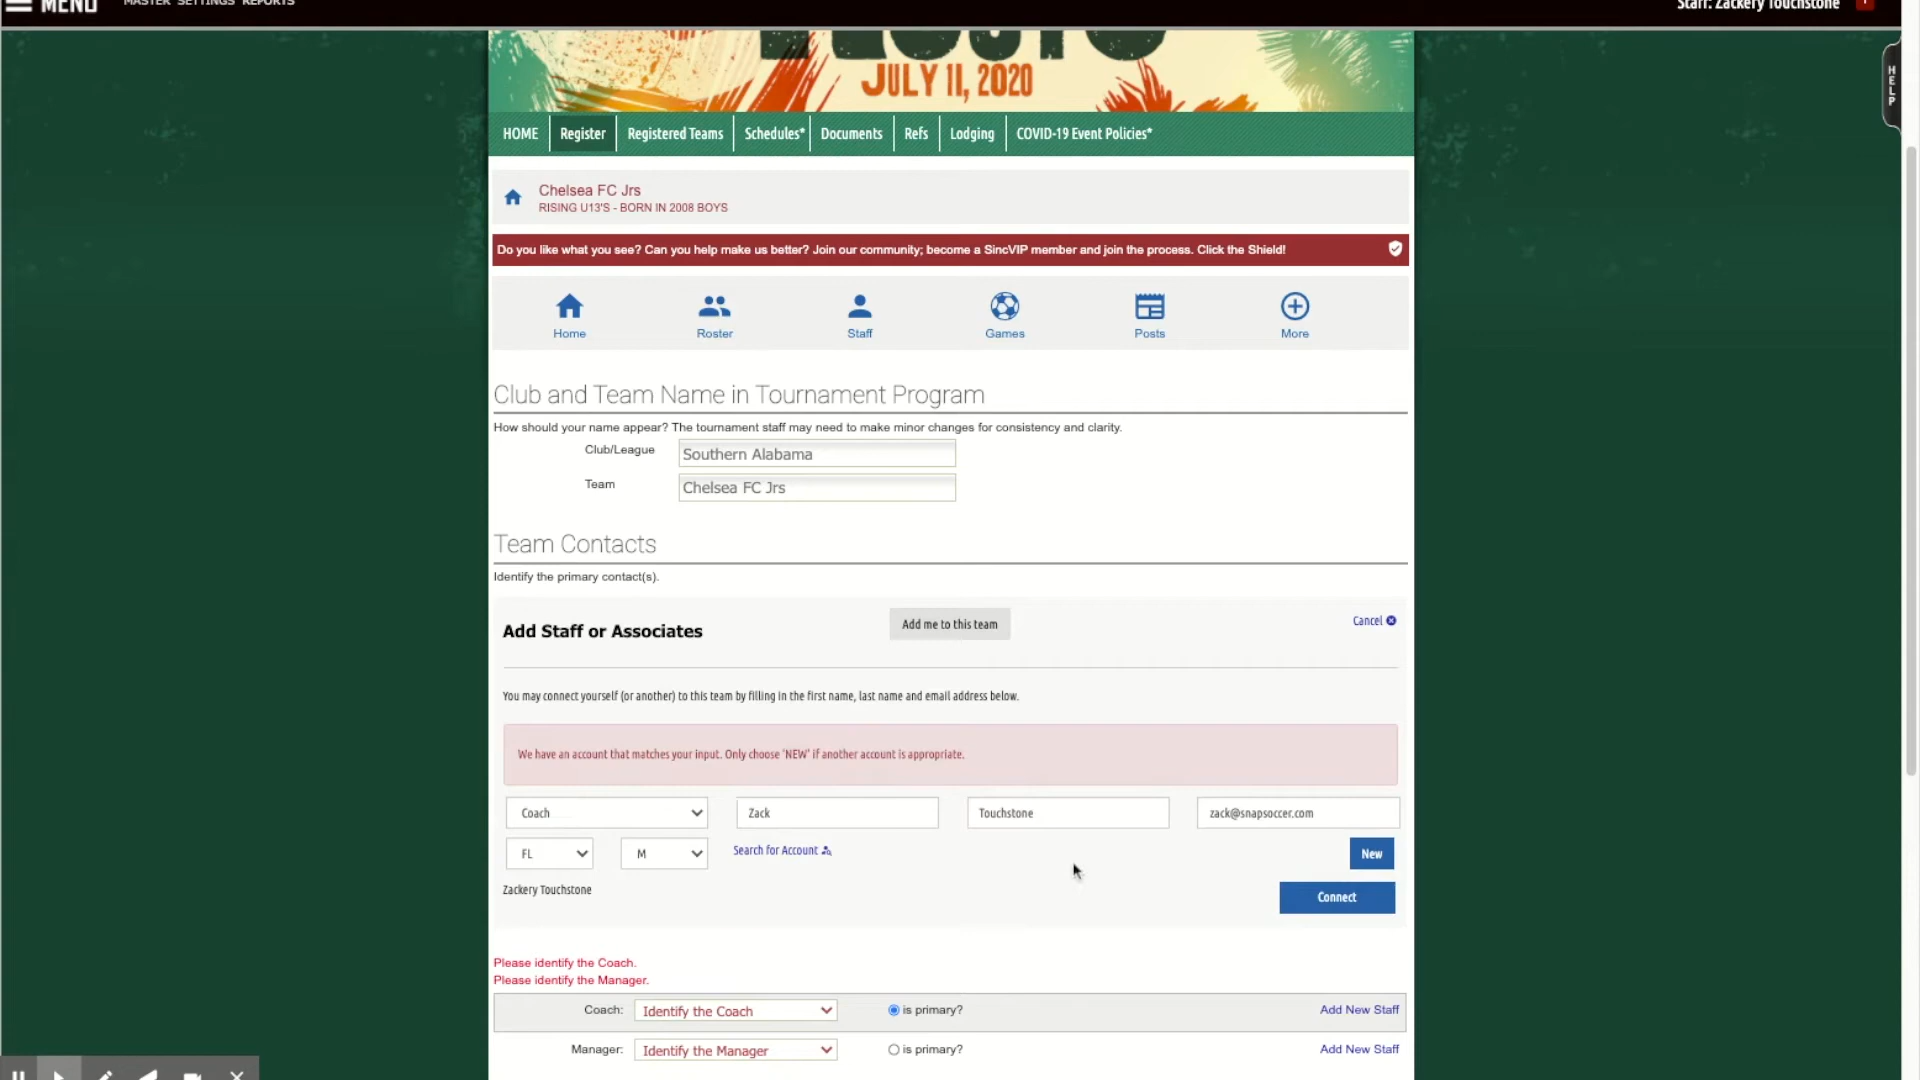 MENU MASTER SETTINGS REPORTS Staff: Zackery Touchstone
HELP
JULY 11, 2020
HOME Register Registered Teams Schedules* Documents Refs Lodging COVID-19 Event Policies*
Chelsea FC Jrs
RISING U13'S - BORN IN 2008 BOYS
Do you like what you see? Can you help make us better? Join our community; become a SincVIP member and join the process. Click the Shield!
Home Roster Staff Games Posts More
Club and Team Name in Tournament Program
How should your name appear? The tournament staff may need to make minor changes for consistency and clarity.
Club/League Southern Alabama
Team Chelsea FC Jrs
Team Contacts
Identify the primary contact(s).
Add Staff or Associates Add me to this team Cancel
You may connect yourself (or another) to this team by filling in the first name, last name and email address below.
We have an account that matches your input. Only choose 'NEW' if another account is appropriate.
Coach Zack Touchstone zack@snapsoccer.com
FL M Search for Account New
Zackery Touchstone Connect
Please identify the Coach.
Please identify the Manager.
Coach: Identify the Coach is primary? Add New Staff
Manager: Identify the Manager is primary? Add New Staff